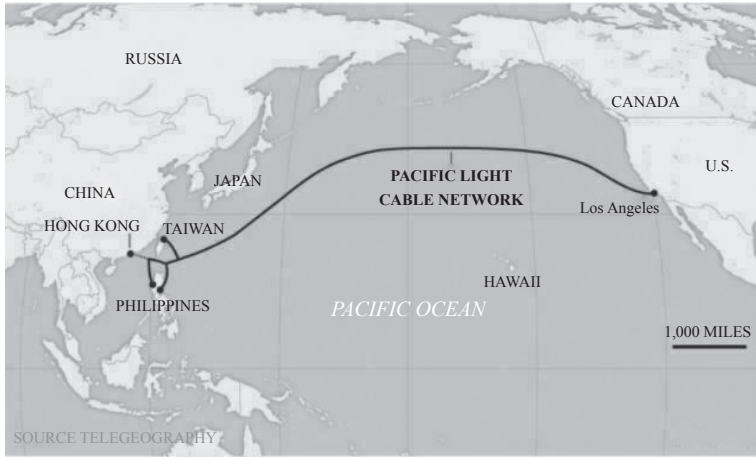 RUSSIA
CANADA
U.S.
CHINA
JAPAN
PACIFIC LIGHT
CABLE NETWORK
Los Angeles
HONG KONG
TAIWAN
HAWAII
PHILIPPINES
PACIFIC OCEAN
1,000 MILES
SOURCE TELEGEOGRAPHY